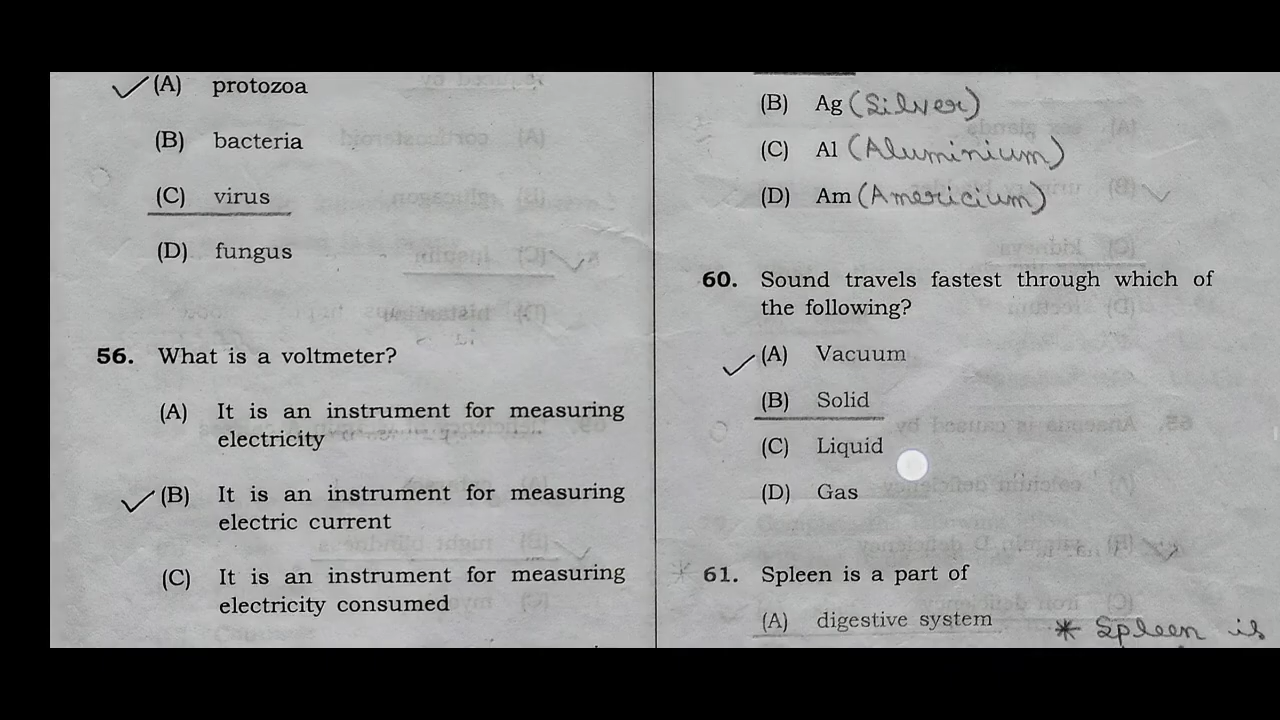 (A) protozoa
(B) bacteria
(C) virus
(D) fungus
56. What is a voltmeter?
(A) It is an instrument for measuring
electricity
(B) It is an instrument for measuring
electric current
(C) It is an instrument for measuring
electricity consumed
(B) Ag (Silver)
(C) Al (Aluminium)
(D) Am (Americium)
60. Sound travels fastest through which of
the following?
(A) Vacuum
(B) Solid
(C) Liquid
(D) Gas
61. Spleen is a part of
(A) digestive system
* Spleen is